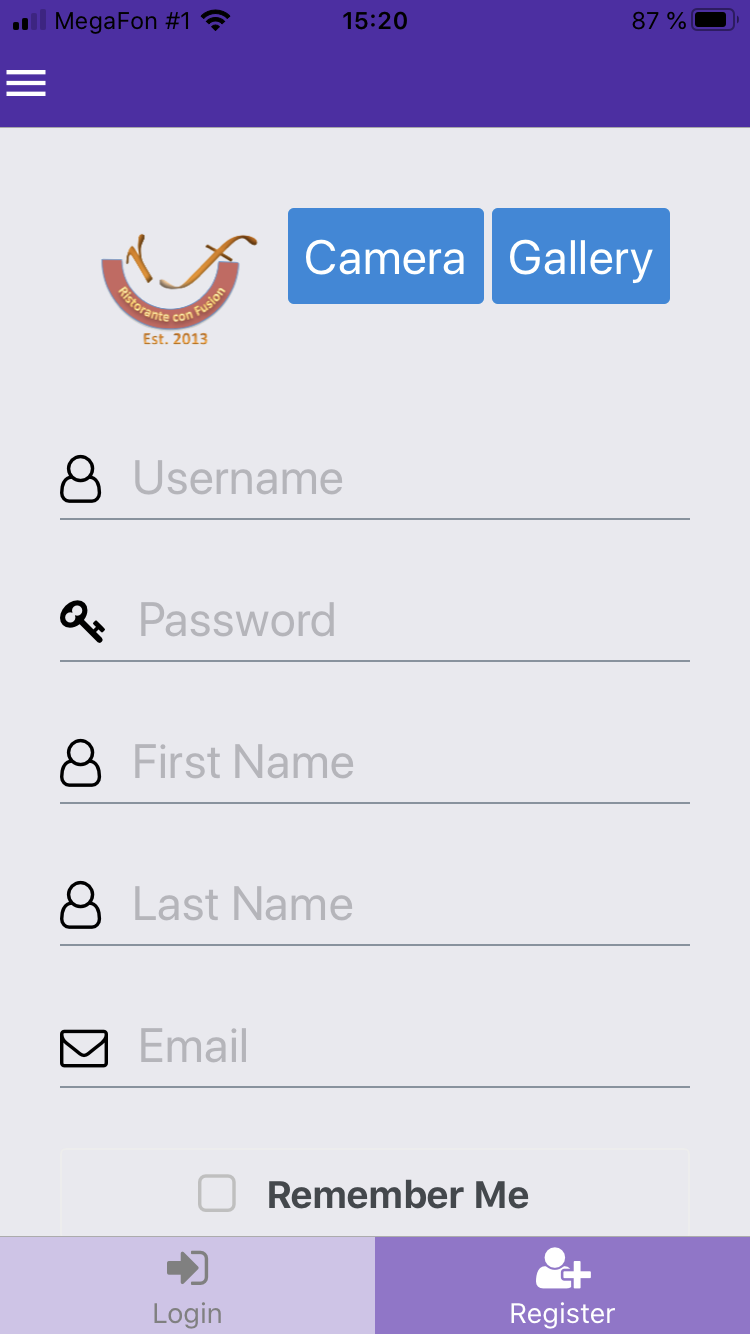 MegaFon #1 15:20 87 %
Camera Gallery
Ristorante con Fusion
Est. 2013
Username
Password
First Name
Last Name
Email
Remember Me
Login Register